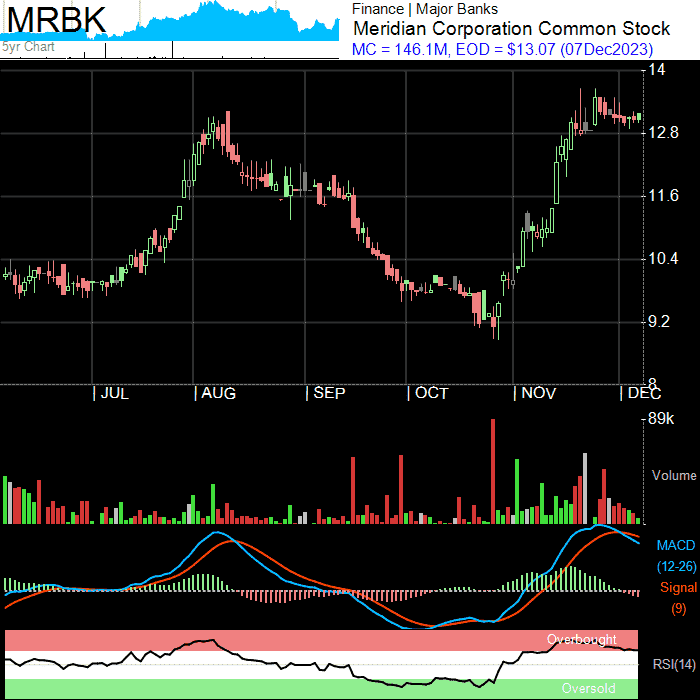 MRBK
5yr Chart
Finance | Major Banks
Meridian Corporation Common Stock
MC = 146.1M, EOD = $13.07 (07Dec2023)
14
12.8
11.6
10.4
9.2
8
JUL AUG SEP OCT NOV DEC
89k
Volume
MACD
(12-26)
Signal
(9)
Overbought
RSI(14)
Oversold